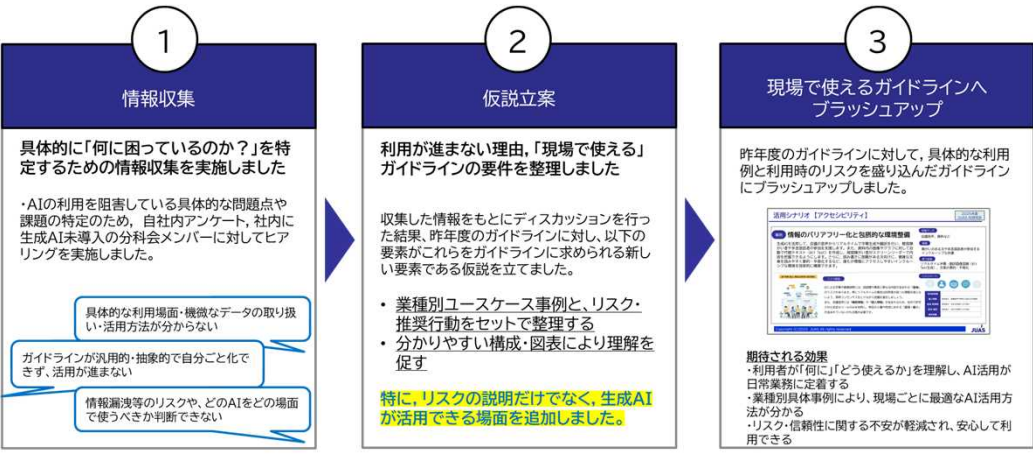 1
情報収集
具体的に「何に困っているのか?」を特
定するための情報収集を実施しました
・AIの利用を阻害している具体的な問題点や
課題の特定のため, 自社内アンケート, 社内に
生成AI未導入の分科会メンバーに対してヒア
リングを実施しました。
具体的な利用場面・機微なデータの取り扱
い・活用方法が分からない
ガイドラインが汎用的・抽象的で自分ごと化で
きず、活用が進まない
情報漏洩等のリスクや、どのAIをどの場面
で使うべきか判断できない
2
仮説立案
利用が進まない理由, 「現場で使える」
ガイドラインの要件を整理しました
収集した情報をもとにディスカッションを行っ
た結果、昨年度のガイドラインに対し、以下の
要素がこれらをガイドラインに求められる新し
い要素である仮説を立てました。
• 業種別ユースケース事例と、リスク・
推奨行動をセットで整理する
• 分かりやすい構成・図表により理解を
促す
特に, リスクの説明だけでなく, 生成AI
が活用できる場面を追加しました。
3
現場で使えるガイドラインへ
ブラッシュアップ
昨年度のガイドラインに対して, 具体的な利用
例と利用時のリスクを盛り込んだガイドライン
にブラッシュアップしました。
活用シナリオ【アクセシビリティ】
情報のバリアフリー化と包括的な環境整備
JUAS
期待される効果
・利用者が「何に」「どう使えるか」を理解し、AI活用が
日常業務に定着する
・業種別具体事例により、現場ごとに最適なAI活用方
法が分かる
・リスク・信頼性に関する不安が軽減され、安心して利
用できる